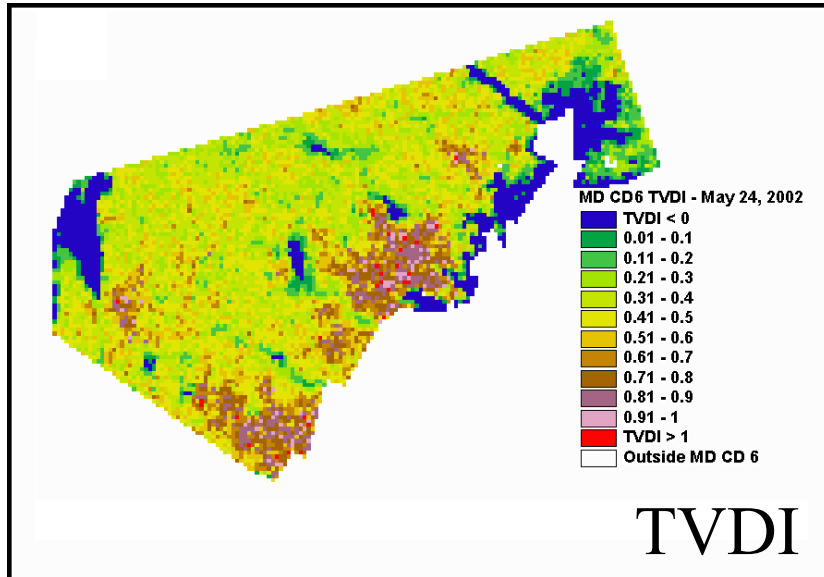 MD CD6 TVDI - May 24, 2002
TVDI < 0
0.01 - 0.1
0.11 - 0.2
0.21 - 0.3
0.31 - 0.4
0.41 - 0.5
0.51 - 0.6
0.61 - 0.7
0.71 - 0.8
0.81 - 0.9
0.91 - 1
TVDI > 1
Outside MD CD 6
TVDI